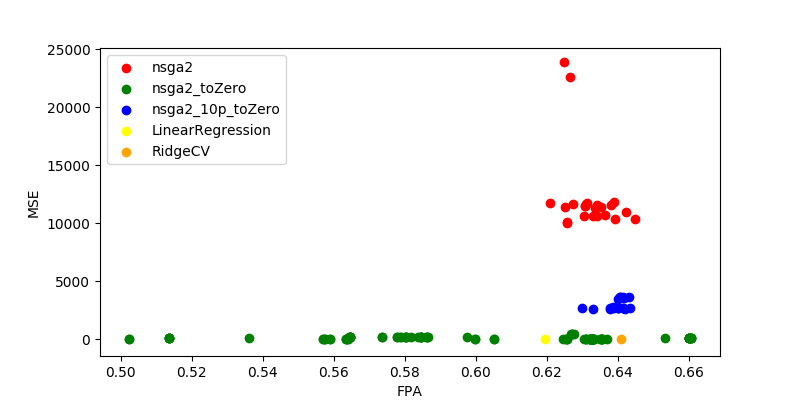 25000
20000
15000
10000
5000
0
MSE
nsga2
nsga2_toZero
nsga2_10p_toZero
LinearRegression
RidgeCV
0.50 0.52 0.54 0.56 0.58 0.60 0.62 0.64 0.66
FPA